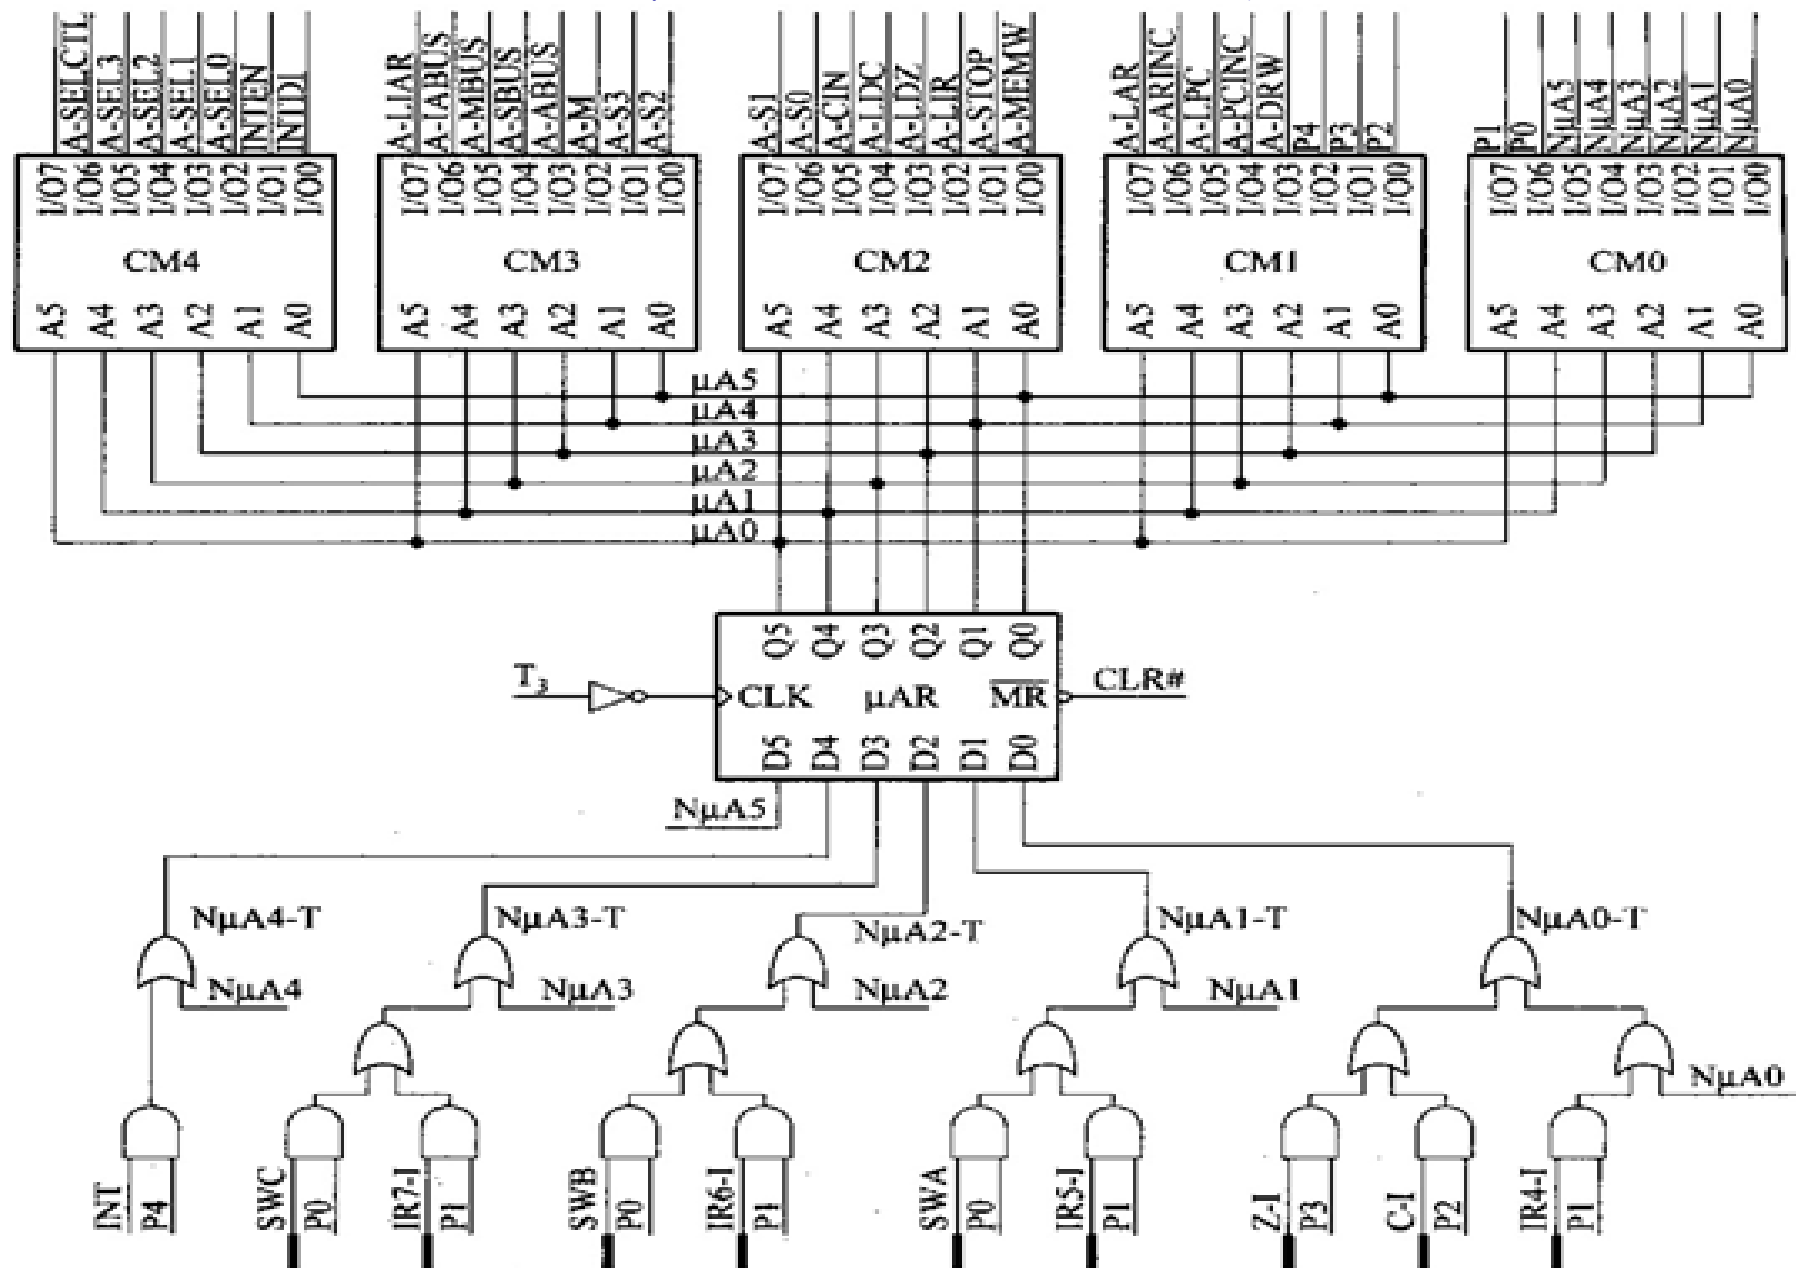 A-SELCTL A-SEL3 A-SEL2 A-SEL1 A-SEL0 INTEN INTDI
A-LIAR A-IABUS A-MBUS A-SBUS A-ABUS A-M A-S3 A-S2
A-S1 A-S0 A-CIN A-LDC A-LDZ A-LIR A-STOP A-MEMW
A-LAR A-ARINC A-LPC A-PCINC A-DRW P4 P3 P2
P1 P0 NμA5 NμA4 NμA3 NμA2 NμA1 NμA0
I/O7 I/O6 I/O5 I/O4 I/O3 I/O2 I/O1 I/O0
I/O7 I/O6 I/O5 I/O4 I/O3 I/O2 I/O1 I/O0
I/O7 I/O6 I/O5 I/O4 I/O3 I/O2 I/O1 I/O0
I/O7 I/O6 I/O5 I/O4 I/O3 I/O2 I/O1 I/O0
I/O7 I/O6 I/O5 I/O4 I/O3 I/O2 I/O1 I/O0
CM4 CM3 CM2 CM1 CM0
A5 A4 A3 A2 A1 A0
A5 A4 A3 A2 A1 A0
A5 A4 A3 A2 A1 A0
A5 A4 A3 A2 A1 A0
A5 A4 A3 A2 A1 A0
μA5
μA4
μA3
μA2
μA1
μA0
Q5 Q4 Q3 Q2 Q1 Q0
T3 CLK μAR MR CLR#
D5 D4 D3 D2 D1 D0
NμA5
NμA4-T NμA3-T NμA2-T NμA1-T NμA0-T
NμA4 NμA3 NμA2 NμA1
NμA0
INT P4 SWC P0 IR7-I P1 SWB P0 IR6-I P1 SWA P0 IR5-I P1 Z-I P3 C-I P2 IR4-I P1